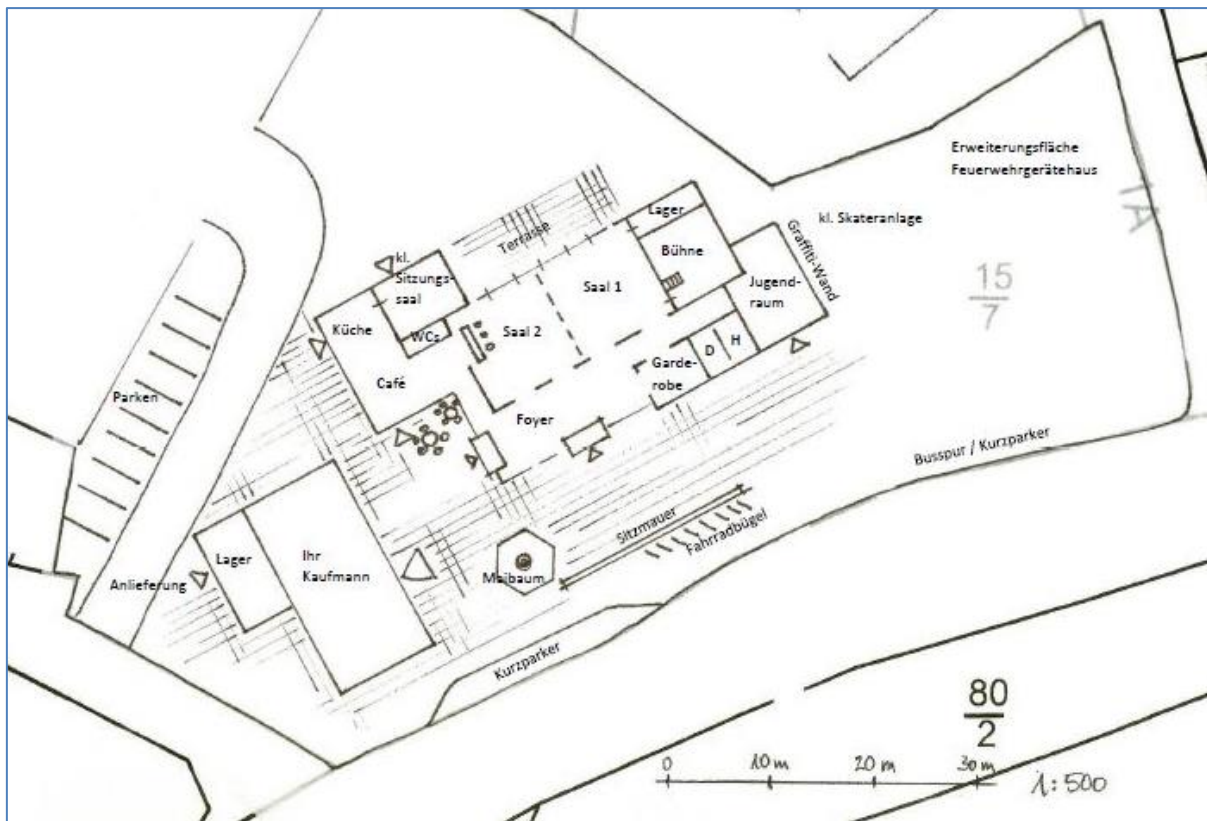 Erweiterungsfläche
Feuerwehrgerätehaus
kl. Skateranlage
Graffiti-Wand
15
7
Lager
Bühne
Jugend-
raum
Terrasse
Saal 1
Saal 2
kl.
Sitzungs-
saal
Küche
WCs
Café
D
H
Garde-
robe
Foyer
Parken
Busspur / Kurzparker
Sitzmauer
Fahrradbügel
Maibaum
Ihr
Kaufmann
Lager
Anlieferung
Kurzparker
80
2
0 10 m 20 m 30 m
1:500